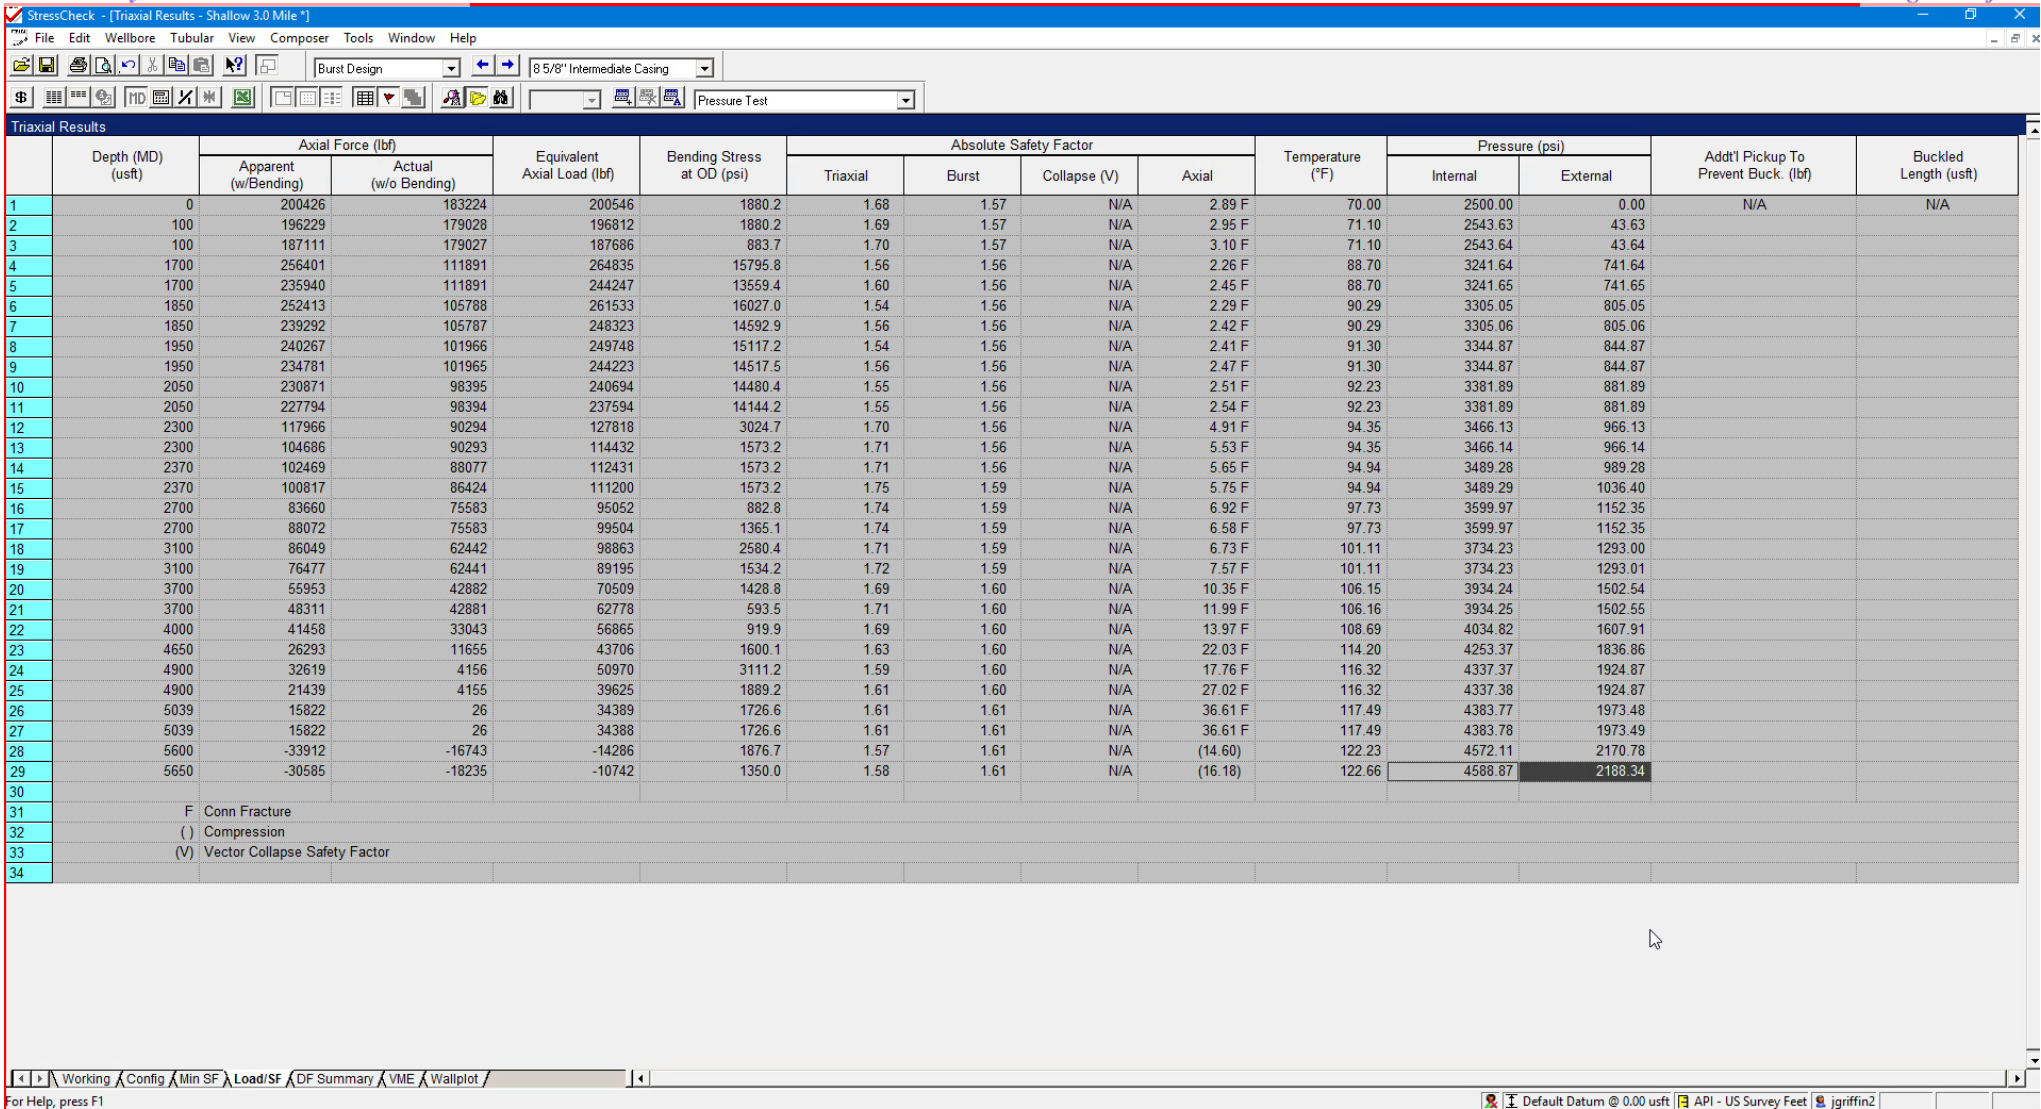 StressCheck - [Triaxial Results - Shallow 3.0 Mile *]
File Edit Wellbore Tubular View Composer Tools Window Help
Burst Design 8 5/8" Intermediate Casing
MD Pressure Test
Triaxial Results
Depth (MD) (usft) Axial Force (lbf) Equivalent Axial Load (lbf) Bending Stress at OD (psi) Absolute Safety Factor Temperature (°F) Pressure (psi) Addt'l Pickup To Prevent Buck. (lbf) Buckled Length (usft)
Apparent (w/Bending) Actual (w/o Bending) Triaxial Burst Collapse (V) Axial Internal External
1 0 200426 183224 200546 1880.2 1.68 1.57 N/A 2.89 F 70.00 2500.00 0.00 N/A N/A
2 100 196229 179028 196812 1880.2 1.69 1.57 N/A 2.95 F 71.10 2543.63 43.63
3 100 187111 179027 187686 883.7 1.70 1.57 N/A 3.10 F 71.10 2543.64 43.64
4 1700 256401 111891 264835 15795.8 1.56 1.56 N/A 2.26 F 88.70 3241.64 741.64
5 1700 235940 111891 244247 13559.4 1.60 1.56 N/A 2.45 F 88.70 3241.65 741.65
6 1850 252413 105788 261533 16027.0 1.54 1.56 N/A 2.29 F 90.29 3305.05 805.05
7 1850 239292 105787 248323 14592.9 1.56 1.56 N/A 2.42 F 90.29 3305.06 805.06
8 1950 240267 101966 249748 15117.2 1.54 1.56 N/A 2.41 F 91.30 3344.87 844.87
9 1950 234781 101965 244223 14517.5 1.56 1.56 N/A 2.47 F 91.30 3344.87 844.87
10 2050 230871 98395 240694 14480.4 1.55 1.56 N/A 2.51 F 92.23 3381.89 881.89
11 2050 227794 98394 237594 14144.2 1.55 1.56 N/A 2.54 F 92.23 3381.89 881.89
12 2300 117966 90294 127818 3024.7 1.70 1.56 N/A 4.91 F 94.35 3466.13 966.13
13 2300 104686 90293 114432 1573.2 1.71 1.56 N/A 5.53 F 94.35 3466.14 966.14
14 2370 102469 88077 112431 1573.2 1.71 1.56 N/A 5.65 F 94.94 3489.28 989.28
15 2370 100817 86424 111200 1573.2 1.75 1.59 N/A 5.75 F 94.94 3489.29 1036.40
16 2700 83660 75583 95052 882.8 1.74 1.59 N/A 6.92 F 97.73 3599.97 1152.35
17 2700 88072 75583 99504 1365.1 1.74 1.59 N/A 6.58 F 97.73 3599.97 1152.35
18 3100 86049 62442 98863 2580.4 1.71 1.59 N/A 6.73 F 101.11 3734.23 1293.00
19 3100 76477 62441 89195 1534.2 1.72 1.59 N/A 7.57 F 101.11 3734.23 1293.01
20 3700 55953 42882 70509 1428.8 1.69 1.60 N/A 10.35 F 106.15 3934.24 1502.54
21 3700 48311 42881 62778 593.5 1.71 1.60 N/A 11.99 F 106.16 3934.25 1502.55
22 4000 41458 33043 56865 919.9 1.69 1.60 N/A 13.97 F 108.69 4034.82 1607.91
23 4650 26293 11655 43706 1600.1 1.63 1.60 N/A 22.03 F 114.20 4253.37 1836.86
24 4900 32619 4156 50970 3111.2 1.59 1.60 N/A 17.76 F 116.32 4337.37 1924.87
25 4900 21439 4155 39625 1889.2 1.61 1.60 N/A 27.02 F 116.32 4337.38 1924.87
26 5039 15822 26 34389 1726.6 1.61 1.61 N/A 36.61 F 117.49 4383.77 1973.48
27 5039 15822 26 34388 1726.6 1.61 1.61 N/A 36.61 F 117.49 4383.78 1973.49
28 5600 -33912 -16743 -14286 1876.7 1.57 1.61 N/A (14.60) 122.23 4572.11 2170.78
29 5650 -30585 -18235 -10742 1350.0 1.58 1.61 N/A (16.18) 122.66 4588.87 2188.34
30
31 F Conn Fracture
32 ( ) Compression
33 (V) Vector Collapse Safety Factor
34
Working Config Min SF Load/SF DF Summary VME Wallplot
For Help, press F1 Default Datum @ 0.00 usft API - US Survey Feet jgriffin2